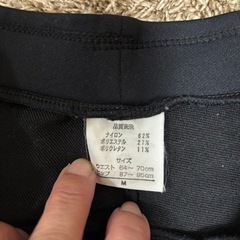 品質表示
ナイロン 62%
ポリエステル 27%
ポリウレタン 11%
サイズ
ウエスト 64〜 70cm
ヒップ 87〜 95cm
M